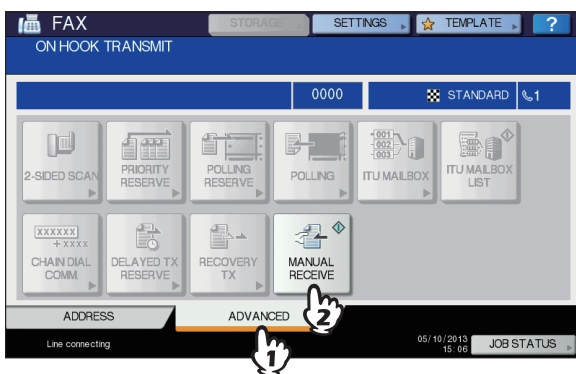 FAX
STORAGE
SETTINGS
TEMPLATE
?
ON HOOK TRANSMIT
0000
STANDARD
1
2-SIDED SCAN
PRIORITY
RESERVE
POLLING
RESERVE
POLLING
001
002
003
ITU MAILBOX
ITU MAILBOX
LIST
XXXXXX
+XXXX
CHAIN DIAL
COMM.
DELAYED TX
RESERVE
RECOVERY
TX
MANUAL
RECEIVE
2
ADDRESS
ADVANCED
1
Line connecting
05/10/2013
15:06
JOB STATUS